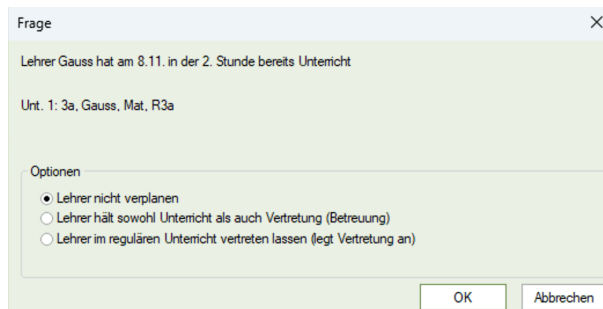 Frage
Lehrer Gauss hat am 8.11. in der 2. Stunde bereits Unterricht
Unt. 1: 3a, Gauss, Mat, R3a
Optionen
Lehrer nicht verplanen
Lehrer hält sowohl Unterricht als auch Vertretung (Betreuung)
Lehrer im regulären Unterricht vertreten lassen (legt Vertretung an)
OK
Abbrechen